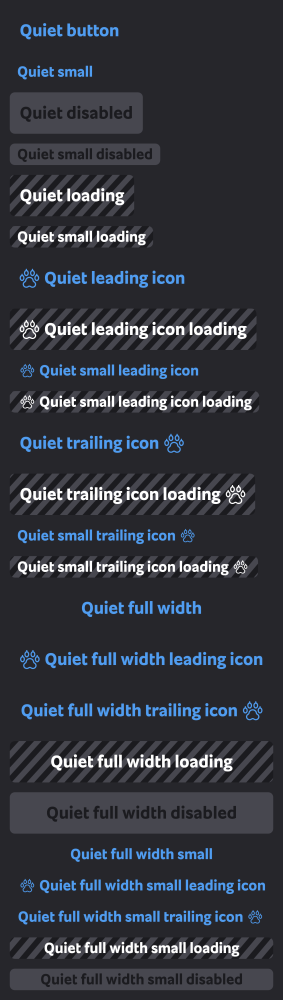 Quiet button
Quiet small
Quiet disabled
Quiet small disabled
Quiet loading
Quiet small loading
Quiet leading icon
Quiet leading icon loading
Quiet small leading icon
Quiet small leading icon loading
Quiet trailing icon
Quiet trailing icon loading
Quiet small trailing icon
Quiet small trailing icon loading
Quiet full width
Quiet full width leading icon
Quiet full width trailing icon
Quiet full width loading
Quiet full width disabled
Quiet full width small
Quiet full width small leading icon
Quiet full width small trailing icon
Quiet full width small loading
Quiet full width small disabled